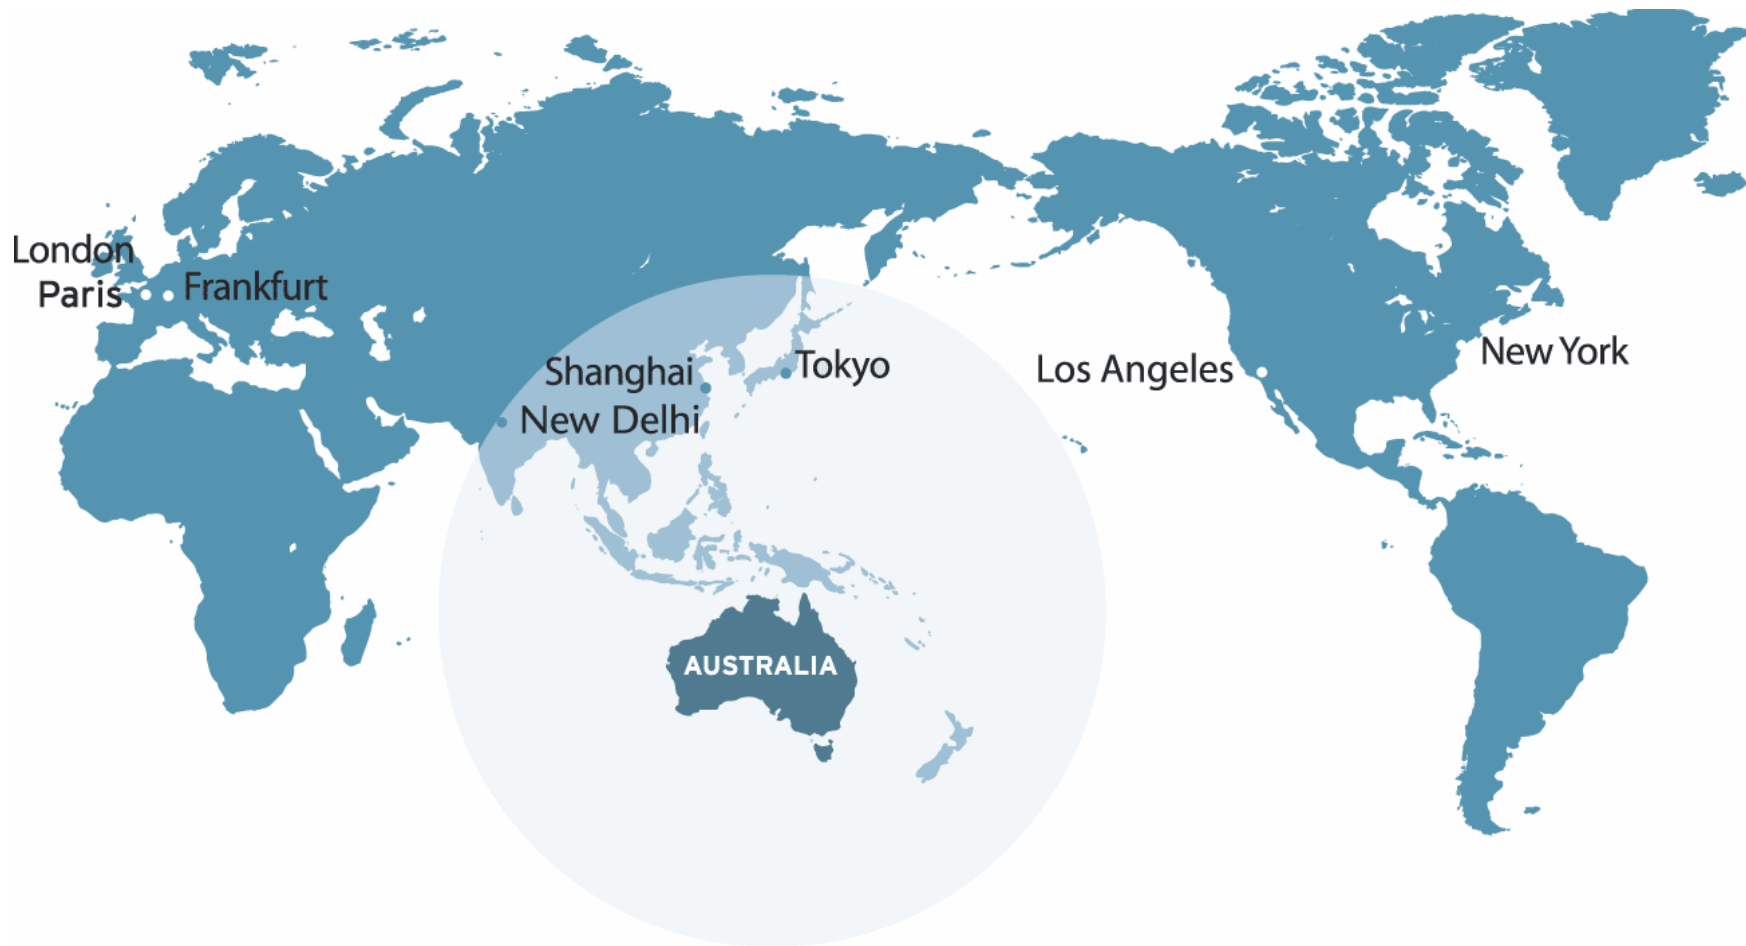 London
Paris
Frankfurt
Shanghai
Tokyo
New Delhi
Los Angeles
New York
AUSTRALIA